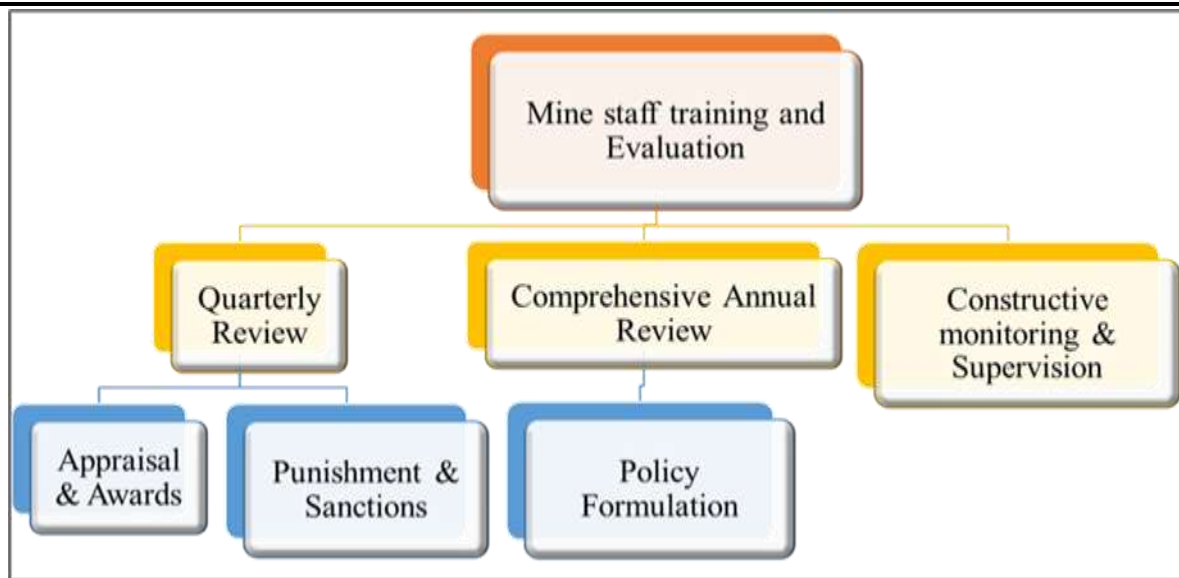 Mine staff training and
Evaluation
Quarterly
Review
Comprehensive Annual
Review
Constructive
monitoring &
Supervision
Appraisal
& Awards
Punishment &
Sanctions
Policy
Formulation